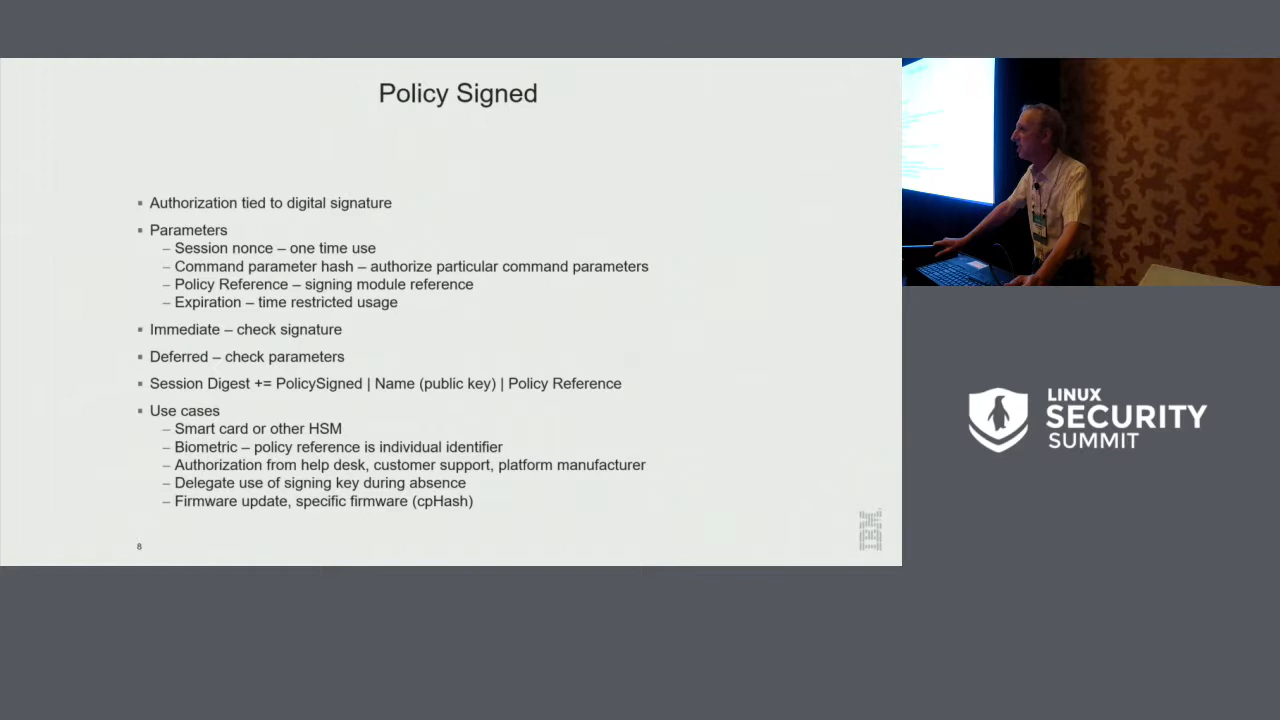 Policy Signed
▪ Authorization tied to digital signature
▪ Parameters
– Session nonce – one time use
– Command parameter hash – authorize particular command parameters
– Policy Reference – signing module reference
– Expiration – time restricted usage
▪ Immediate – check signature
▪ Deferred – check parameters
▪ Session Digest += PolicySigned | Name (public key) | Policy Reference
▪ Use cases
– Smart card or other HSM
– Biometric – policy reference is individual identifier
– Authorization from help desk, customer support, platform manufacturer
– Delegate use of signing key during absence
– Firmware update, specific firmware (cpHash)
8
IBM
LINUX
SECURITY
SUMMIT